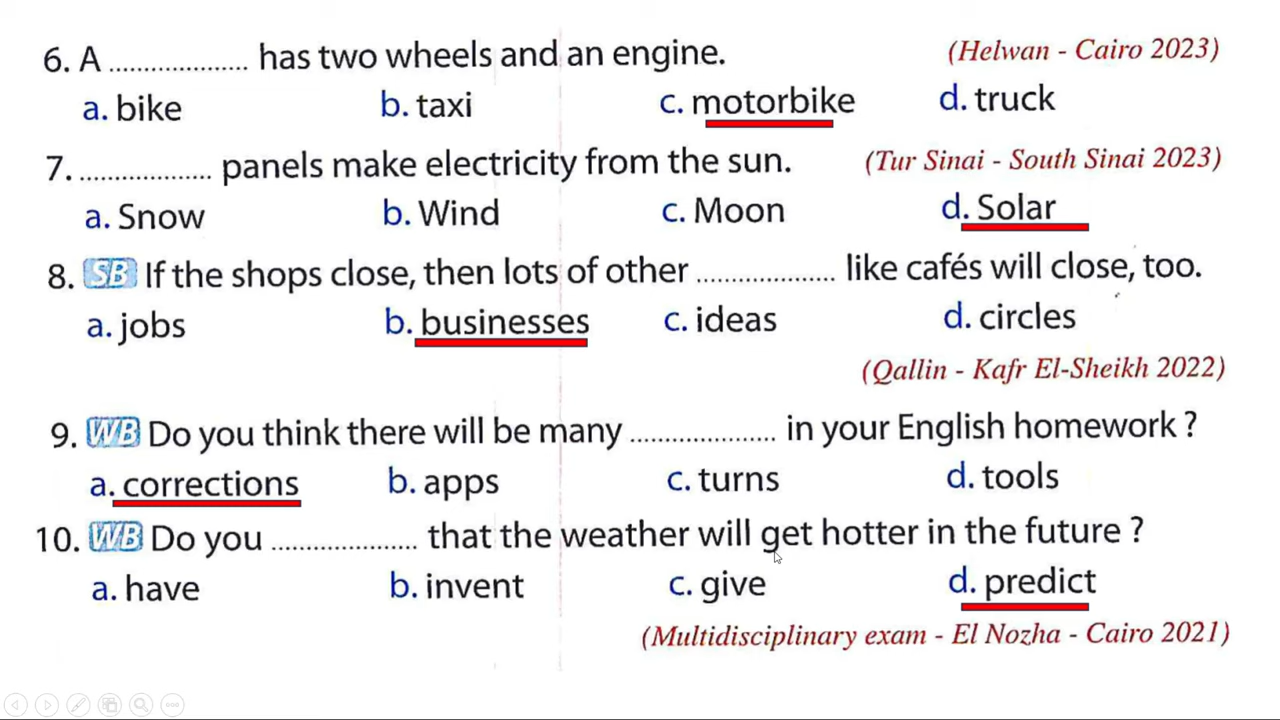 6. A .................... has two wheels and an engine. (Helwan - Cairo 2023)
a. bike b. taxi c. motorbike d. truck
7. .................... panels make electricity from the sun. (Tur Sinai - South Sinai 2023)
a. Snow b. Wind c. Moon d. Solar
8. SB If the shops close, then lots of other .................... like cafés will close, too.
a. jobs b. businesses c. ideas d. circles
(Qallin - Kafr El-Sheikh 2022)
9. WB Do you think there will be many .................... in your English homework ?
a. corrections b. apps c. turns d. tools
10. WB Do you .................... that the weather will get hotter in the future ?
a. have b. invent c. give d. predict
(Multidisciplinary exam - El Nozha - Cairo 2021)